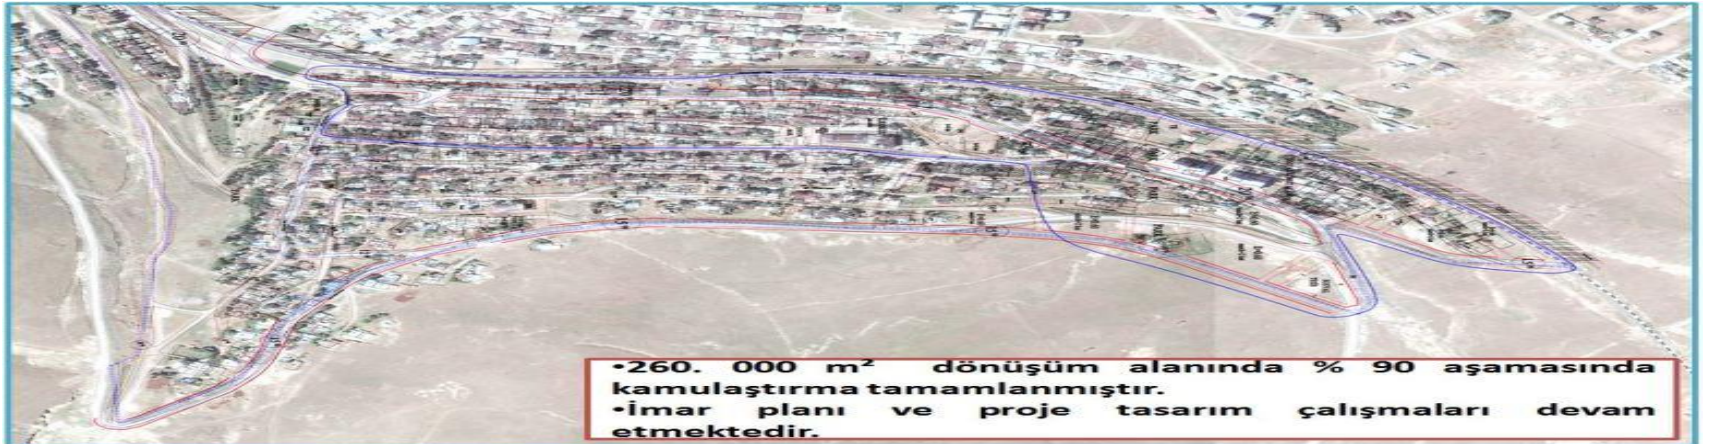 •260. 000 m² dönüşüm alanında % 90 aşamasında
kamulaştırma tamamlanmıştır.
•İmar planı ve proje tasarım çalışmaları devam
etmektedir.